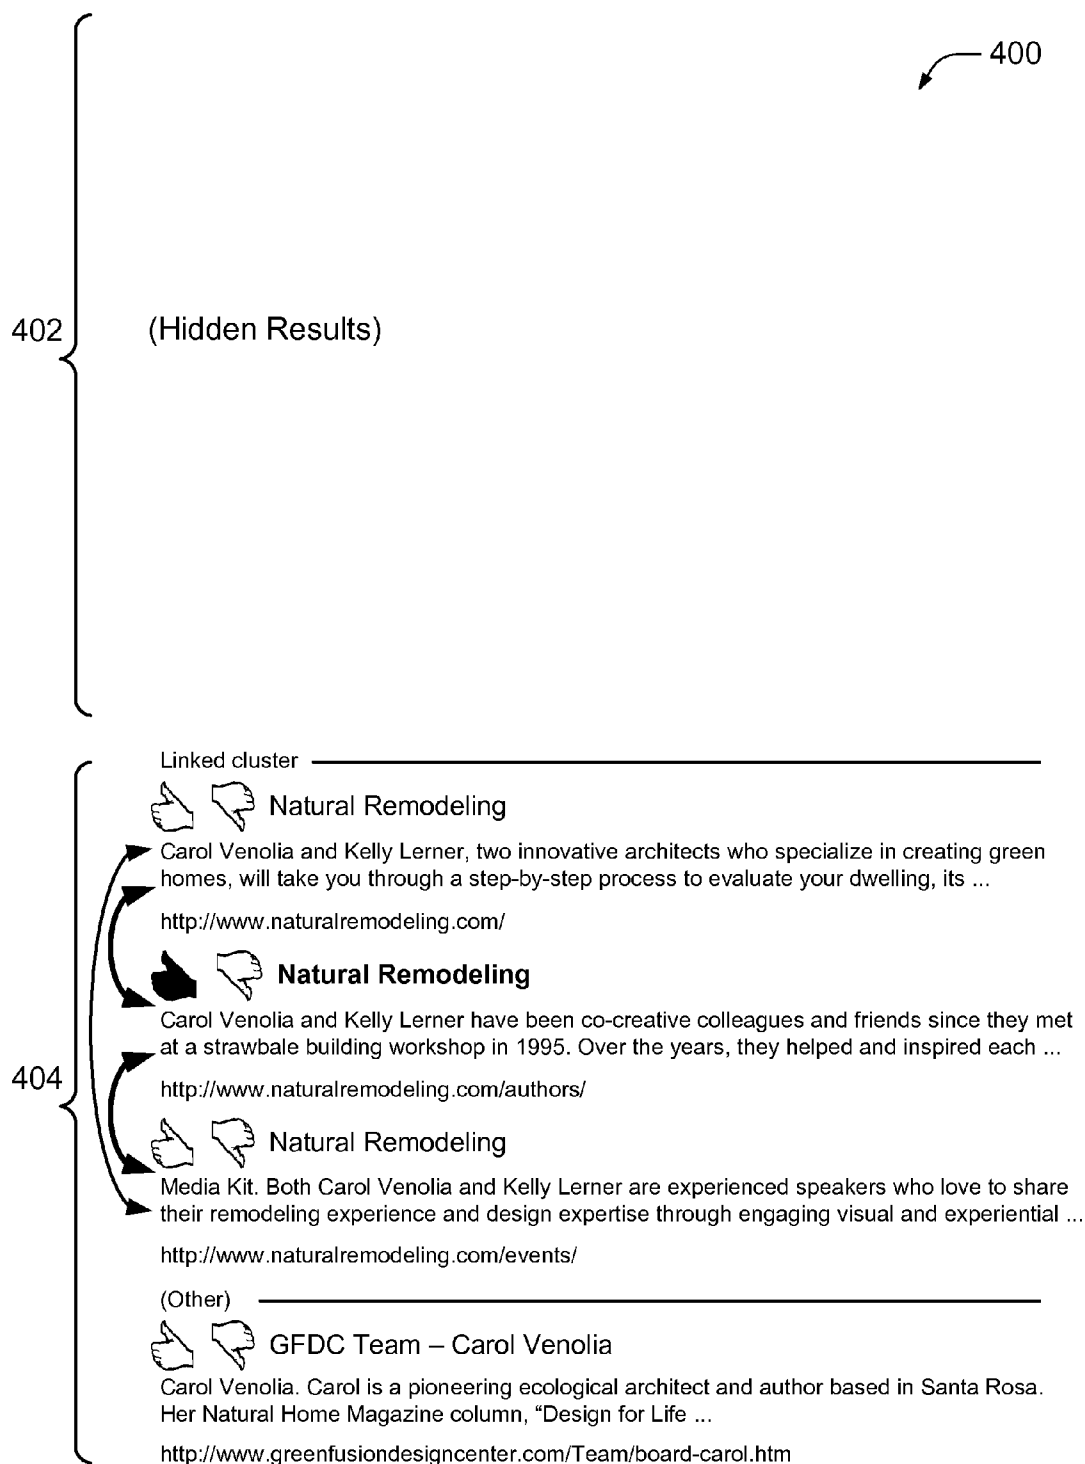 400
402
(Hidden Results)
404
Linked cluster
Natural Remodeling
Carol Venolia and Kelly Lerner, two innovative architects who specialize in creating green
homes, will take you through a step-by-step process to evaluate your dwelling, its ...
http://www.naturalremodeling.com/
Natural Remodeling
Carol Venolia and Kelly Lerner have been co-creative colleagues and friends since they met
at a strawbale building workshop in 1995. Over the years, they helped and inspired each ...
http://www.naturalremodeling.com/authors/
Natural Remodeling
Media Kit. Both Carol Venolia and Kelly Lerner are experienced speakers who love to share
their remodeling experience and design expertise through engaging visual and experiential ...
http://www.naturalremodeling.com/events/
(Other)
GFDC Team – Carol Venolia
Carol Venolia. Carol is a pioneering ecological architect and author based in Santa Rosa.
Her Natural Home Magazine column, “Design for Life ...
http://www.greenfusiondesigncenter.com/Team/board-carol.htm